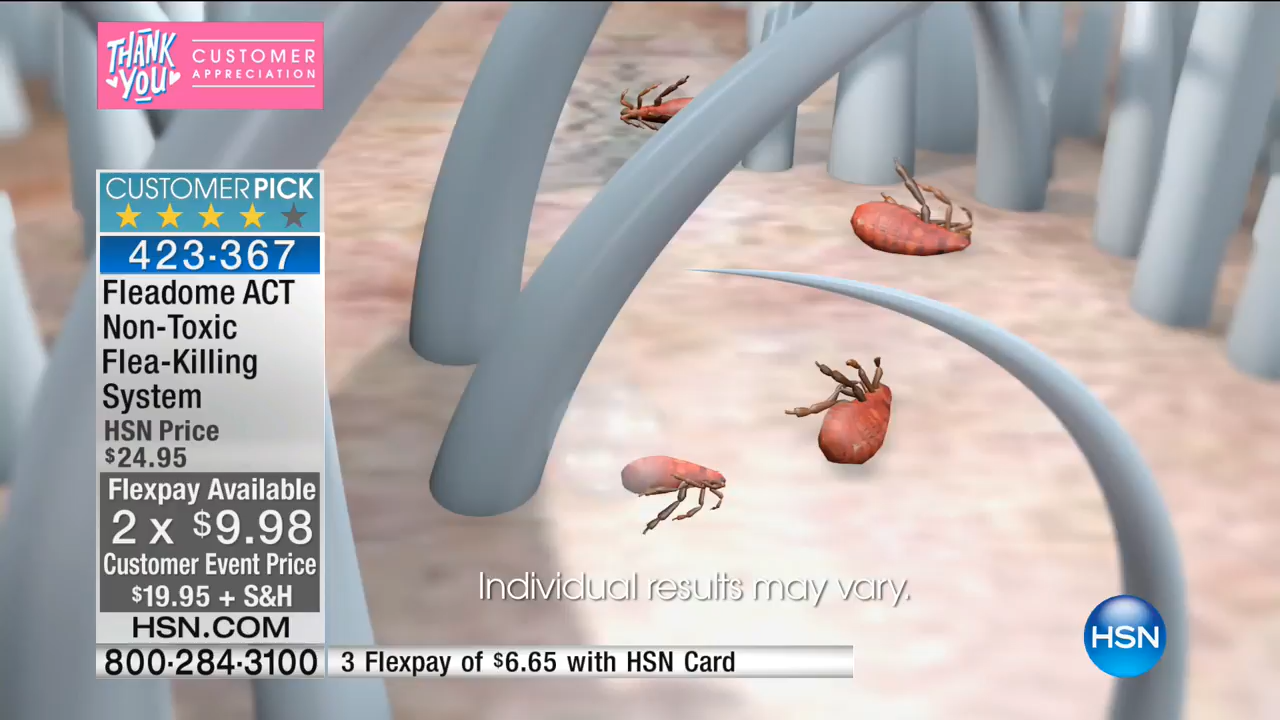 THANK YOU
CUSTOMER
APPRECIATION
CUSTOMERPICK
423·367
Fleadome ACT
Non-Toxic
Flea-Killing
System
HSN Price
$24.95
Flexpay Available
2 x $9.98
Customer Event Price
$19.95 + S&H
HSN.COM
800·284·3100
3 Flexpay of $6.65 with HSN Card
Individual results may vary.
HSN